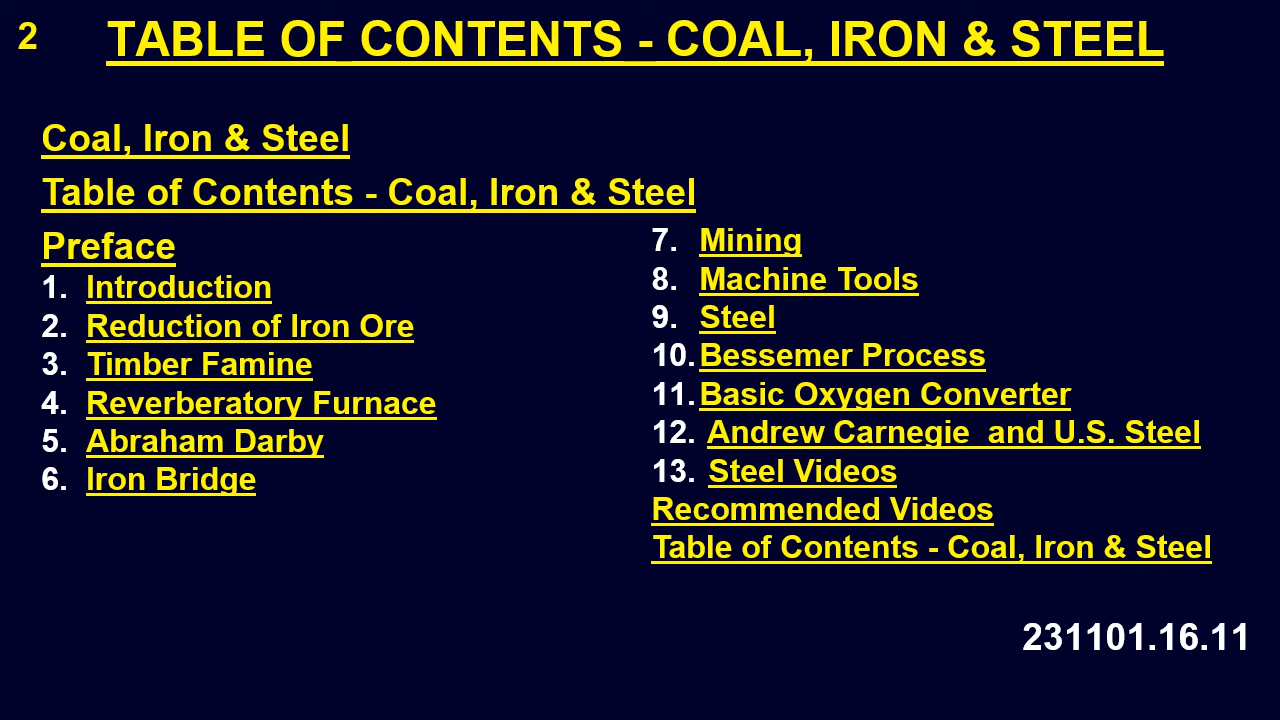 2
TABLE OF CONTENTS - COAL, IRON & STEEL
Coal, Iron & Steel
Table of Contents - Coal, Iron & Steel
Preface
1. Introduction
2. Reduction of Iron Ore
3. Timber Famine
4. Reverberatory Furnace
5. Abraham Darby
6. Iron Bridge
7. Mining
8. Machine Tools
9. Steel
10. Bessemer Process
11. Basic Oxygen Converter
12. Andrew Carnegie  and U.S. Steel
13. Steel Videos
Recommended Videos
Table of Contents - Coal, Iron & Steel
231101.16.11